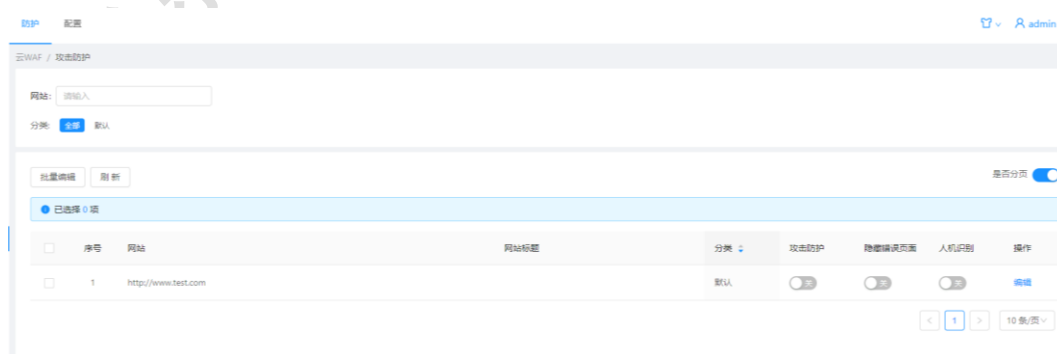 防护 配置 admin
云WAF / 攻击防护
网站: 请输入
分类: 全部 默认
批量编辑 刷新 是否分页
已选择 0 项
序号 网站 网站标题 分类 攻击防护 隐藏错误页面 人机识别 操作
1 http://www.test.com 默认 关 关 关 编辑
< 1 > 10 条/页